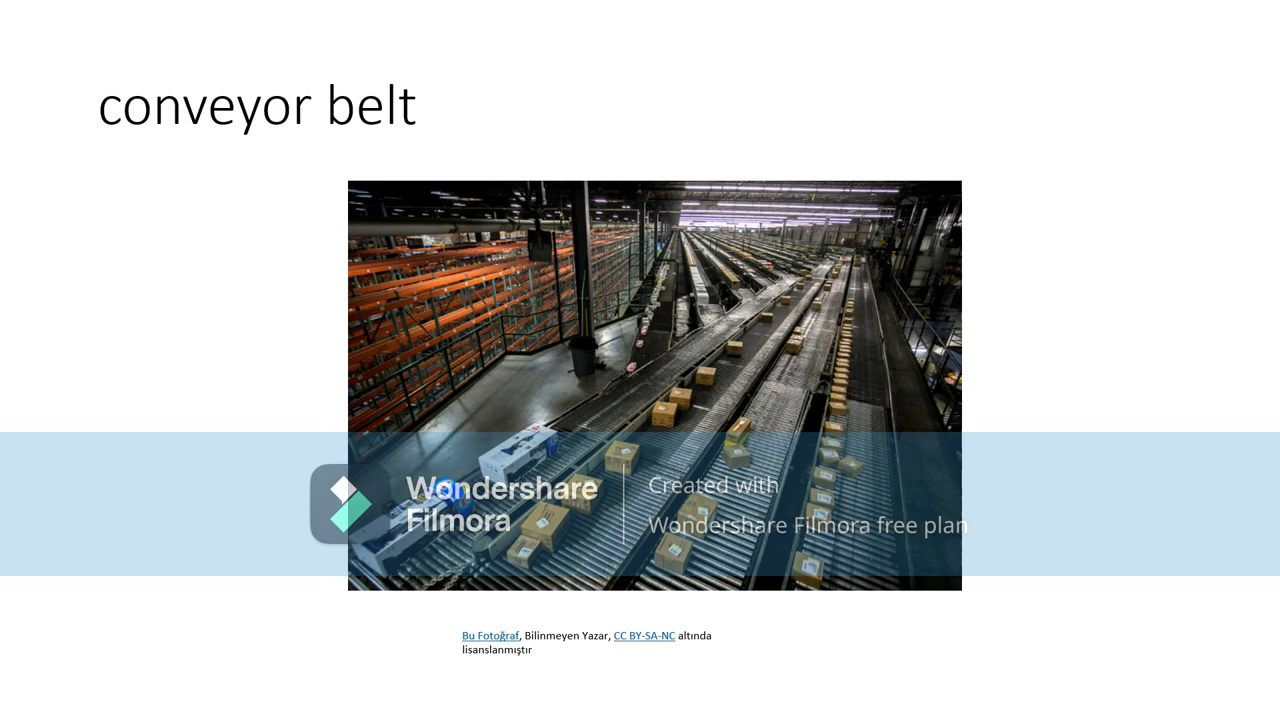 conveyor belt
Wondershare
Filmora
Created with
Wondershare Filmora free plan
Bu Fotoğraf, Bilinmeyen Yazar, CC BY-SA-NC altında
lisanslanmıştır